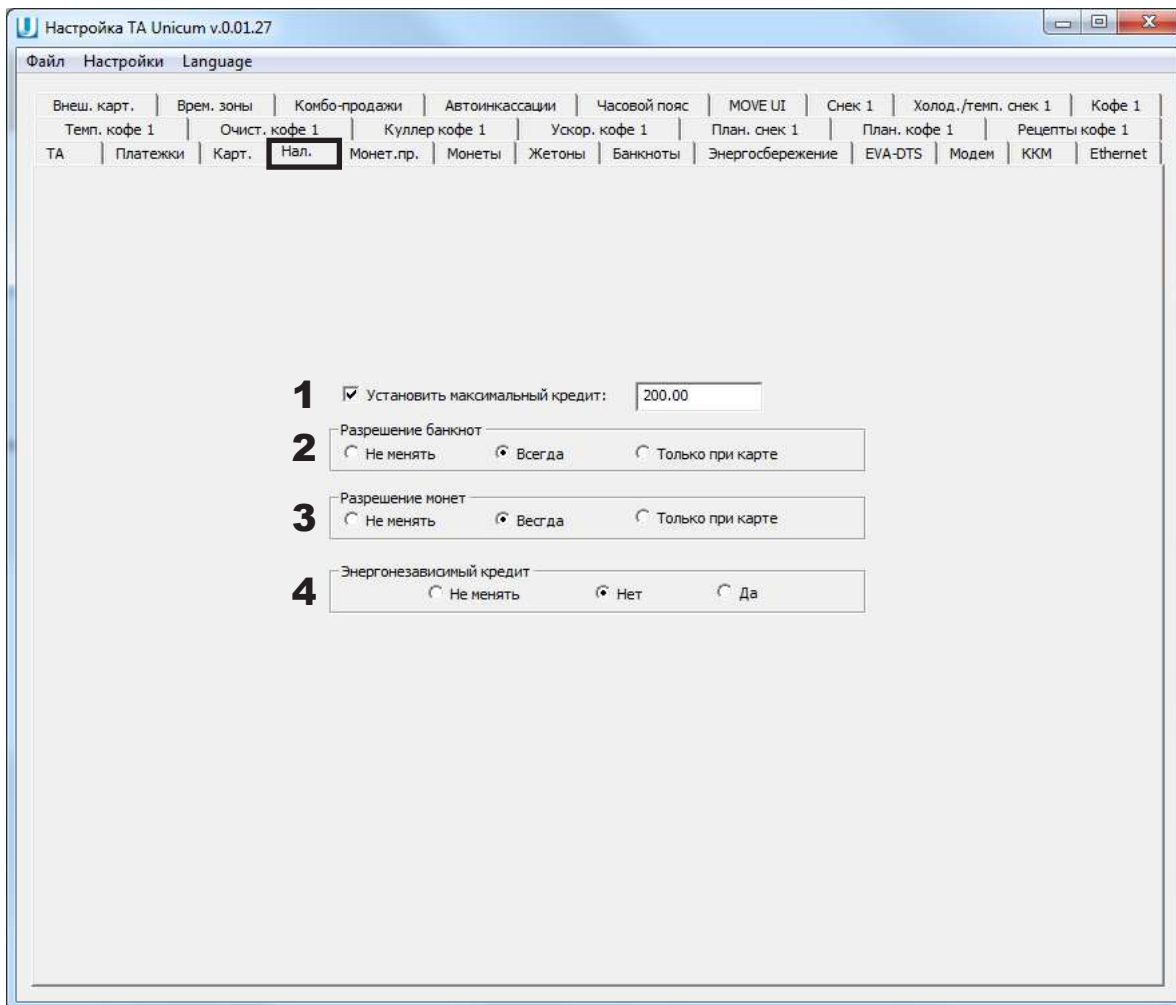 Настройка TA Unicum v.0.01.27
Файл Настройки Language
Внеш. карт. Врем. зоны Комбо-продажи Автоинкассации Часовой пояс MOVE UI Снек 1 Холод./темп. снек 1 Кофе 1
Темп. кофе 1 Очист. кофе 1 Куллер кофе 1 Ускор. кофе 1 План. снек 1 План. кофе 1 Рецепты кофе 1
ТА Платежки Карт. Нал. Монет.пр. Монеты Жетоны Банкноты Энергосбережение EVA-DTS Модем ККМ Ethernet
1 Установить максимальный кредит: 200.00
Разрешение банкнот
2 Не менять Всегда Только при карте
Разрешение монет
3 Не менять Весгда Только при карте
Энергонезависимый кредит
4 Не менять Нет Да